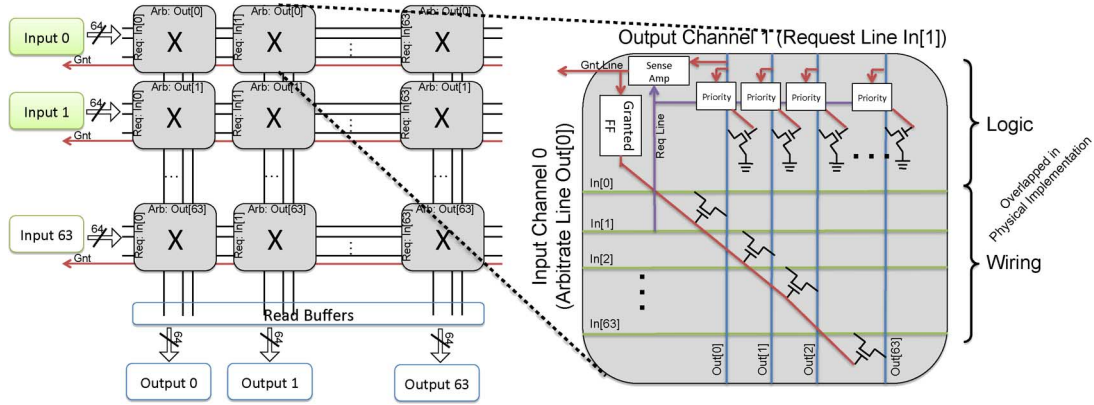 Input 0
64
Gnt
Arb: Out[0]
Req: In[0]
X
Arb: Out[0]
Req: In[1]
X
Arb: Out[0]
Req: In[63]
X
Input 1
64
Gnt
Arb: Out[1]
Req: In[0]
X
Arb: Out[1]
Req: In[1]
X
Arb: Out[1]
Req: In[63]
X
Input 63
64
Gnt
Arb: Out[63]
Req: In[0]
X
Arb: Out[63]
Req: In[1]
X
Arb: Out[63]
Req: In[63]
X
Read Buffers
64
64
64
Output 0
Output 1
Output 63
Output Channel 1 (Request Line In[1])
Input Channel 0
(Arbitrate Line Out[0])
Gnt Line
Sense
Amp
Granted
FF
Req Line
Priority
Priority
Priority
Priority
In[0]
In[1]
In[2]
In[63]
Out[0]
Out[1]
Out[2]
Out[63]
Logic
Overlapped in
Physical Implementation
Wiring